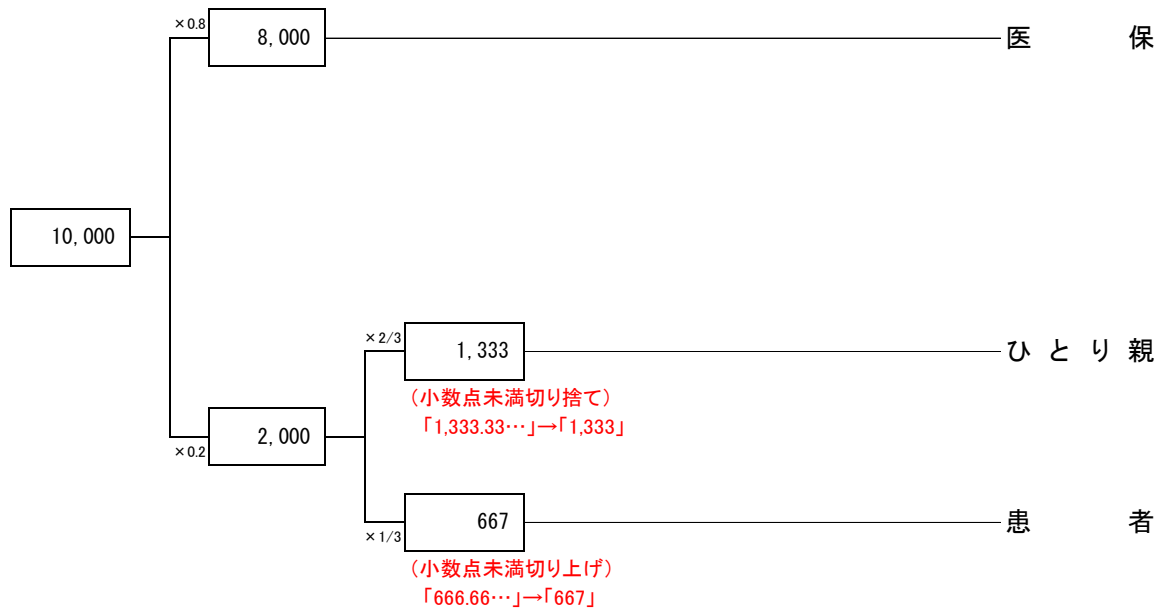 ×0.8
8,000
医保
10,000
×2/3
1,333
ひとり親
(小数点未満切り捨て)
「1,333.33…」→「1,333」
×0.2
2,000
×1/3
667
患者
(小数点未満切り上げ)
「666.66…」→「667」